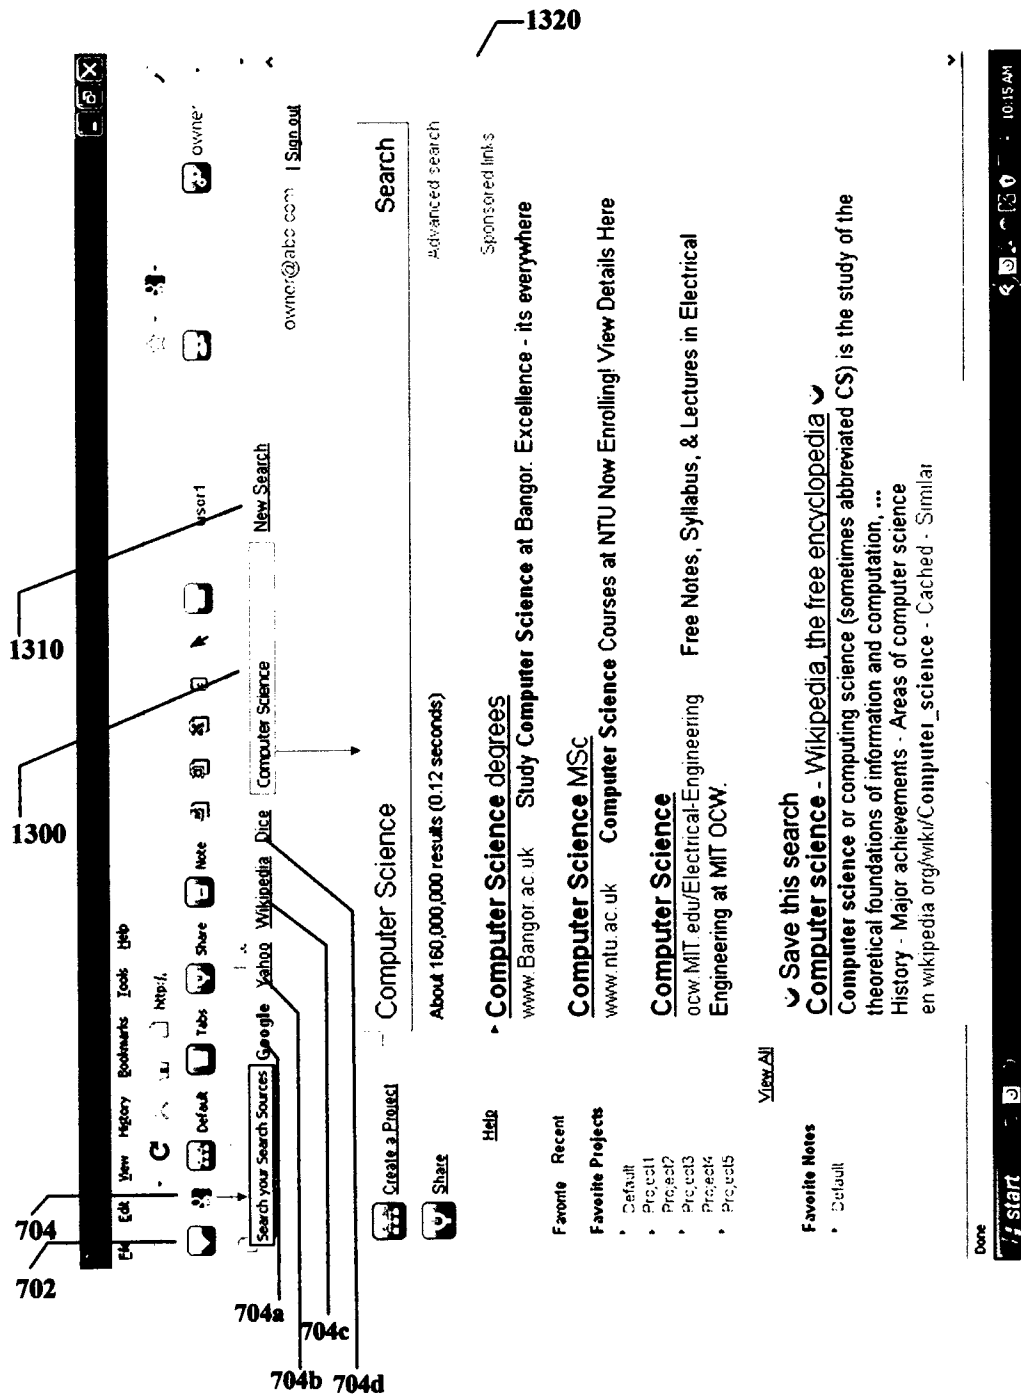 1320
1310
1300
704
702
704a
704b
704c
704d
File Edit View History Bookmarks Tools Help
http:/.
Default Tabs Share Note user1 owner
Search your Search Sources Google Yahoo Wikipedia Dice Computer Science New Search
owner@abc.com | Sign out
Create a Project
Share
Help
Favorite Recent
Favorite Projects
Default
Project1
Project2
Project3
Project4
Project5
View All
Favorite Notes
Default
Computer Science Search
About 160,000,000 results (0.12 seconds) Advanced search
Sponsored links
Computer Science degrees
www.Bangor.ac.uk Study Computer Science at Bangor. Excellence - its everywhere
Computer Science MSc
www.ntu.ac.uk Computer Science Courses at NTU Now Enrolling! View Details Here
Computer Science
ocw.MIT.edu/Electrical-Engineering Free Notes, Syllabus, & Lectures in Electrical
Engineering at MIT OCW.
Save this search
Computer science - Wikipedia, the free encyclopedia
Computer science or computing science (sometimes abbreviated CS) is the study of the
theoretical foundations of information and computation, ...
History - Major achievements - Areas of computer science
en wikipedia org/wiki/Computer_science - Cached - Similar
Done
start 10:15 AM